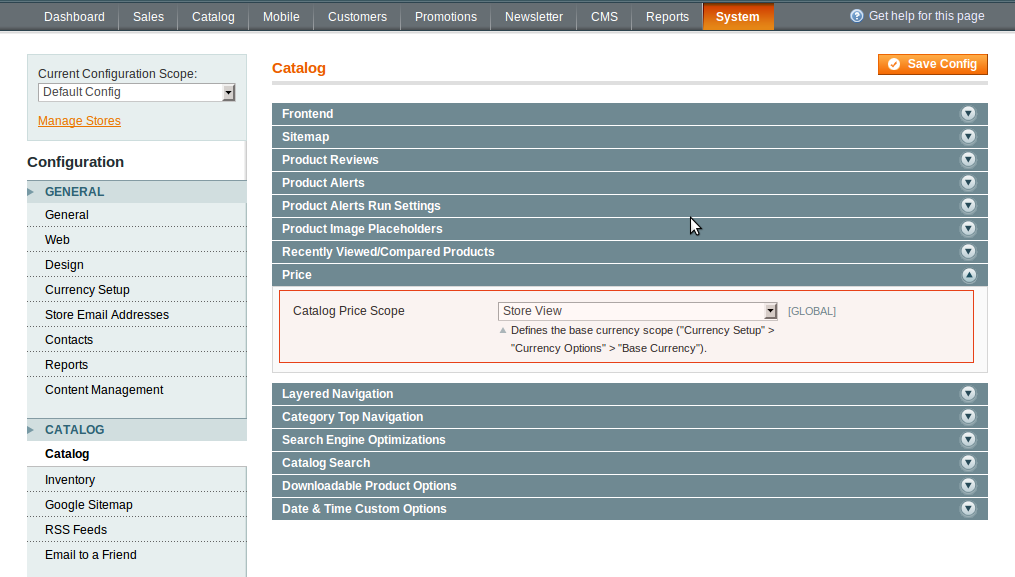 Dashboard Sales Catalog Mobile Customers Promotions Newsletter CMS Reports System Get help for this page
Current Configuration Scope:
Default Config
Manage Stores
Configuration
GENERAL
General
Web
Design
Currency Setup
Store Email Addresses
Contacts
Reports
Content Management
CATALOG
Catalog
Inventory
Google Sitemap
RSS Feeds
Email to a Friend
Catalog Save Config
Frontend
Sitemap
Product Reviews
Product Alerts
Product Alerts Run Settings
Product Image Placeholders
Recently Viewed/Compared Products
Price
Catalog Price Scope Store View [GLOBAL]
Defines the base currency scope ("Currency Setup" >
"Currency Options" > "Base Currency").
Layered Navigation
Category Top Navigation
Search Engine Optimizations
Catalog Search
Downloadable Product Options
Date & Time Custom Options